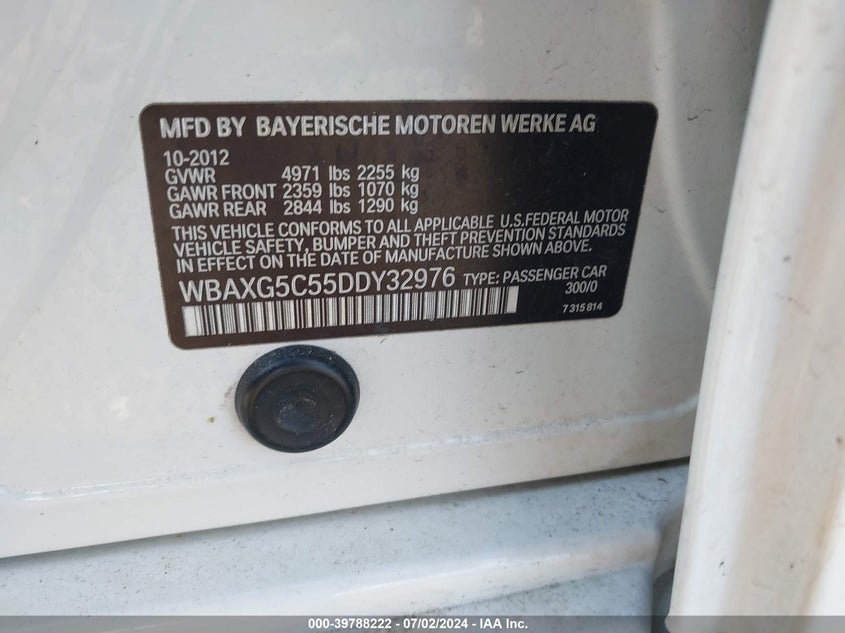 MFD BY BAYERISCHE MOTOREN WERKE AG
10-2012
GVWR 4971 lbs 2255 kg
GAWR FRONT 2359 lbs 1070 kg
GAWR REAR 2844 lbs 1290 kg
THIS VEHICLE CONFORMS TO ALL APPLICABLE U.S.FEDERAL MOTOR
VEHICLE SAFETY, BUMPER AND THEFT PREVENTION STANDARDS
IN EFFECT ON THE DATE OF MANUFACTURE SHOWN ABOVE.
WBAXG5C55DDY32976 TYPE: PASSENGER CAR
300/0
7 315 814
000-39788222 - 07/02/2024 - IAA Inc.